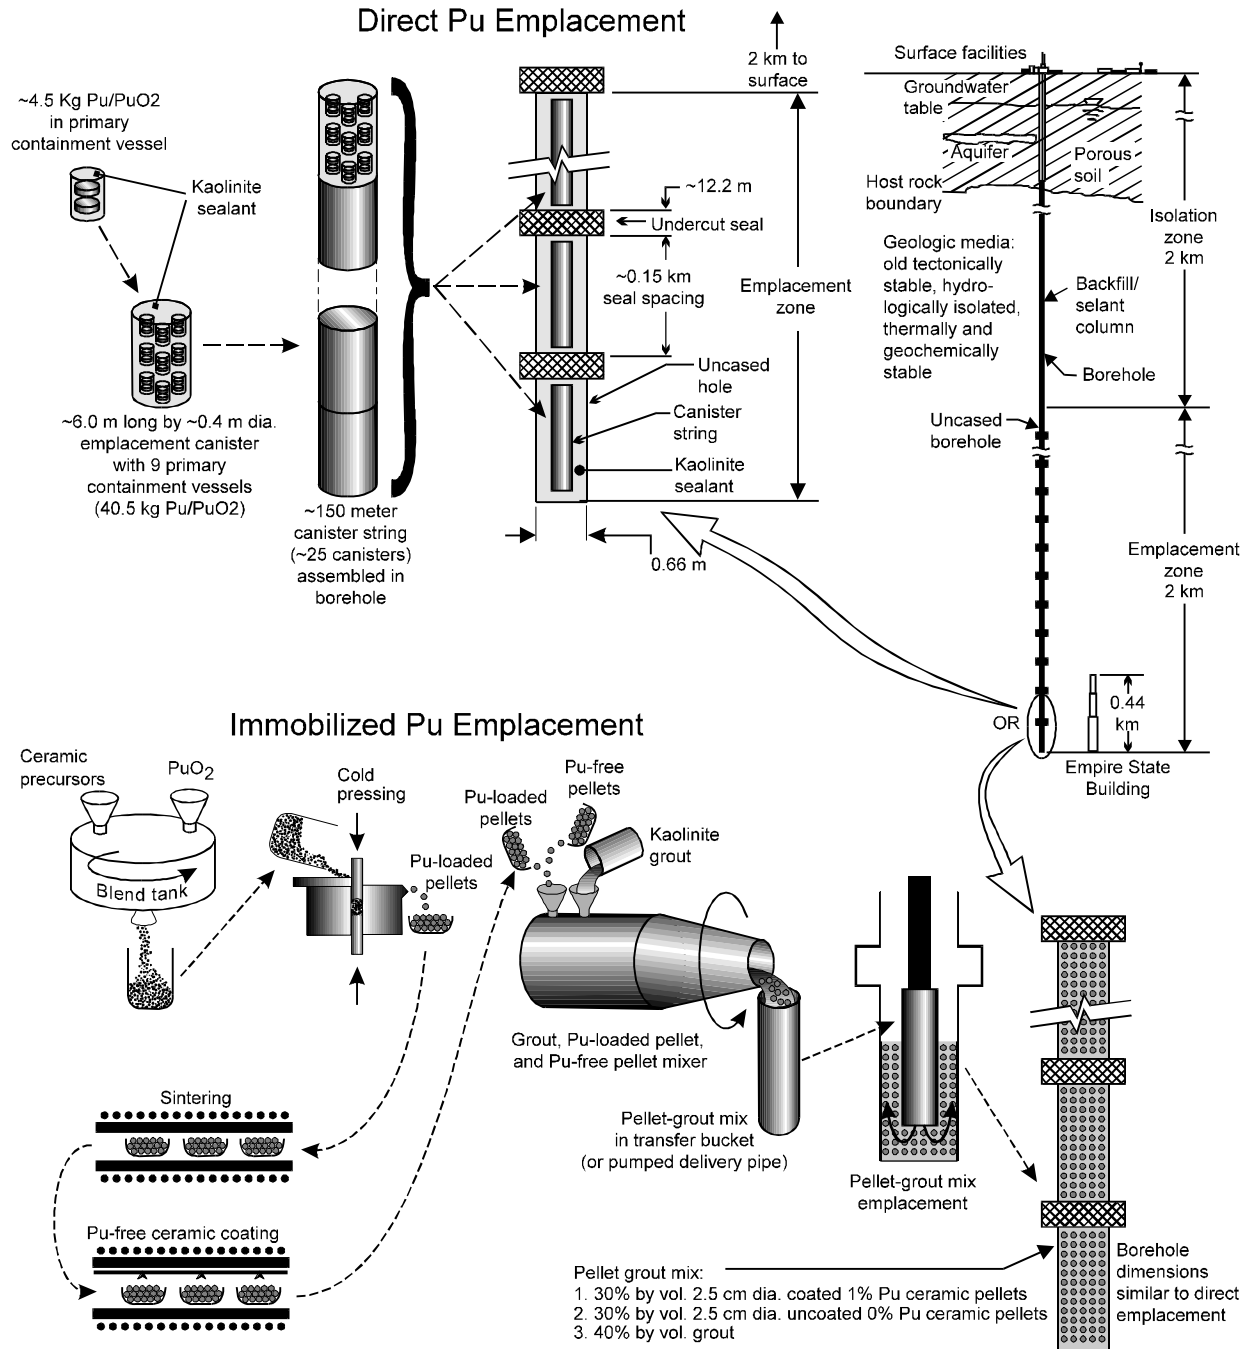 Direct Pu Emplacement
~4.5 Kg Pu/PuO2
in primary
containment vessel
Kaolinite
sealant
~6.0 m long by ~0.4 m dia.
emplacement canister
with 9 primary
containment vessels
(40.5 kg Pu/PuO2)
~150 meter
canister string
(~25 canisters)
assembled in
borehole
2 km to
surface
~12.2 m
Undercut seal
~0.15 km
seal spacing
Emplacement
zone
Uncased
hole
Canister
string
Kaolinite
sealant
0.66 m
Surface facilities
Groundwater
table
Aquifer
Porous
soil
Host rock
boundary
Isolation
zone
2 km
Geologic media:
old tectonically
stable, hydro-
logically isolated,
thermally and
geochemically
stable
Backfill/
selant
column
Borehole
Uncased
borehole
Emplacement
zone
2 km
OR
0.44
km
Empire State
Building
Immobilized Pu Emplacement
Ceramic
precursors
PuO2
Blend tank
Cold
pressing
Pu-loaded
pellets
Pu-loaded
pellets
Pu-free
pellets
Kaolinite
grout
Grout, Pu-loaded pellet,
and Pu-free pellet mixer
Pellet-grout mix
in transfer bucket
(or pumped delivery pipe)
Pellet-grout mix
emplacement
Sintering
Pu-free ceramic coating
Pellet grout mix:
1. 30% by vol. 2.5 cm dia. coated 1% Pu ceramic pellets
2. 30% by vol. 2.5 cm dia. uncoated 0% Pu ceramic pellets
3. 40% by vol. grout
Borehole
dimensions
similar to direct
emplacement